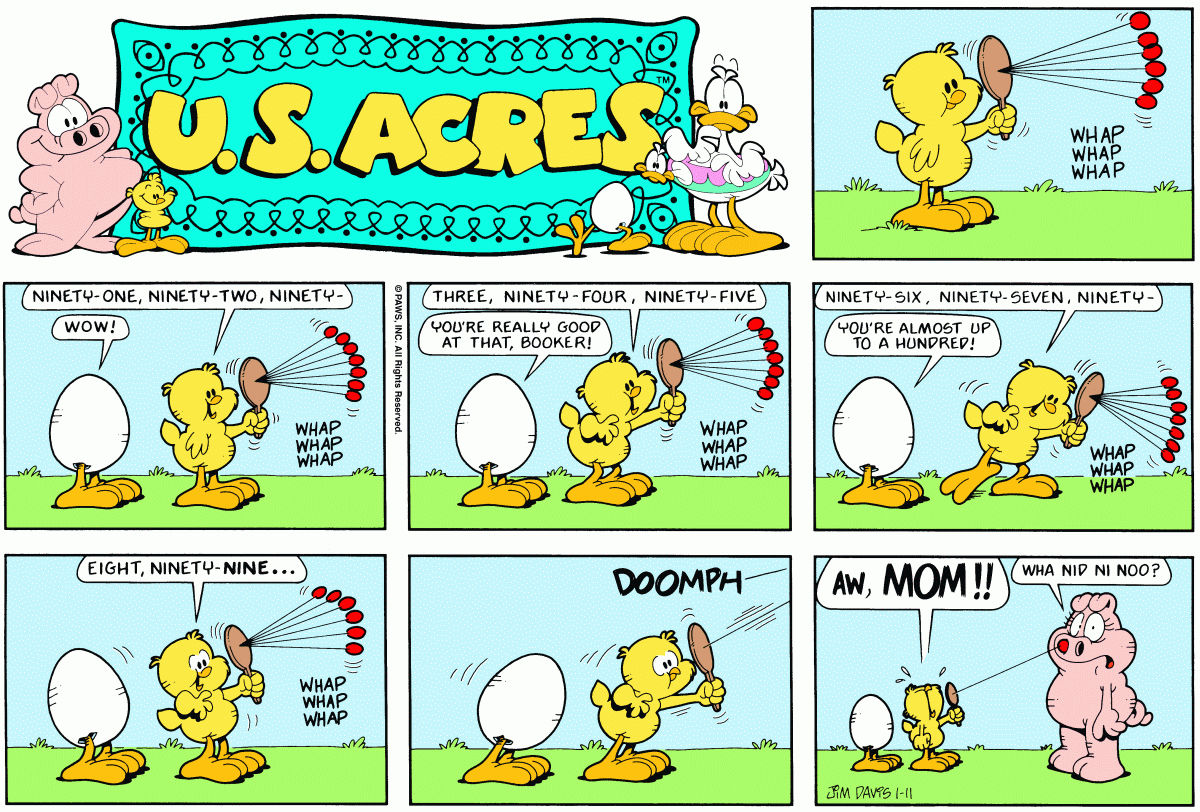 U.S. ACRES
TM
WHAP
WHAP
WHAP
NINETY-ONE, NINETY-TWO, NINETY-
WOW!
WHAP
WHAP
WHAP
© PAWS, INC. All Rights Reserved.
THREE, NINETY-FOUR, NINETY-FIVE
YOU'RE REALLY GOOD
AT THAT, BOOKER!
WHAP
WHAP
WHAP
NINETY-SIX, NINETY-SEVEN, NINETY-
YOU'RE ALMOST UP
TO A HUNDRED!
WHAP
WHAP
WHAP
EIGHT, NINETY-NINE...
WHAP
WHAP
WHAP
DOOMPH
AW, MOM!!
WHA NID NI NOO?
JIM DAVIS 1-11